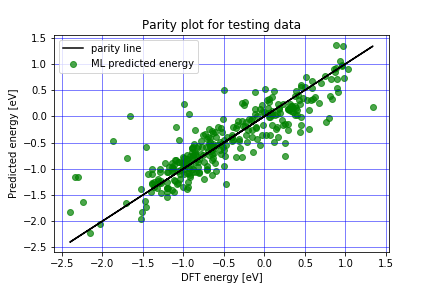 Parity plot for testing data
parity line
ML predicted energy
1.5
1.0
0.5
0.0
−0.5
−1.0
−1.5
−2.0
−2.5
Predicted energy [eV]
−2.5 −2.0 −1.5 −1.0 −0.5 0.0 0.5 1.0 1.5
DFT energy [eV]